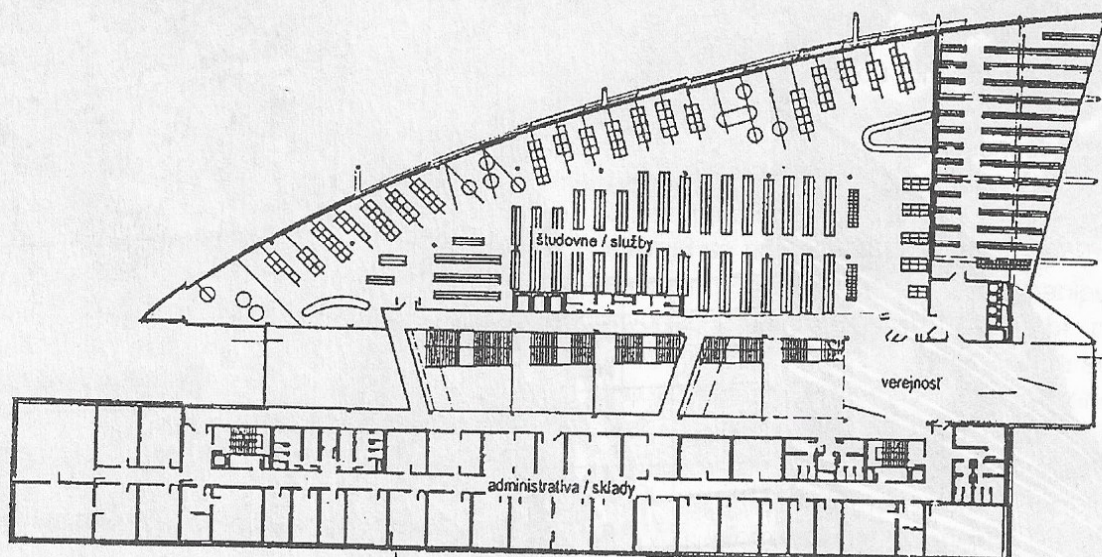 študovne / služby
verejnosť
administratíva / sklady